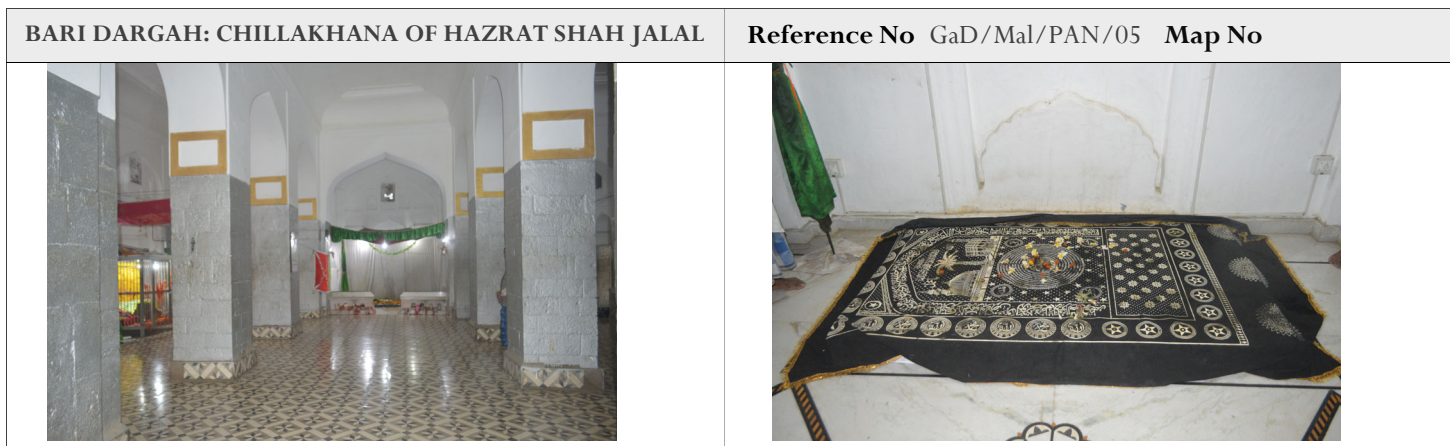 BARI DARGAH: CHILLAKHANA OF HAZRAT SHAH JALAL
Reference No GaD/Mal/PAN/05 Map No